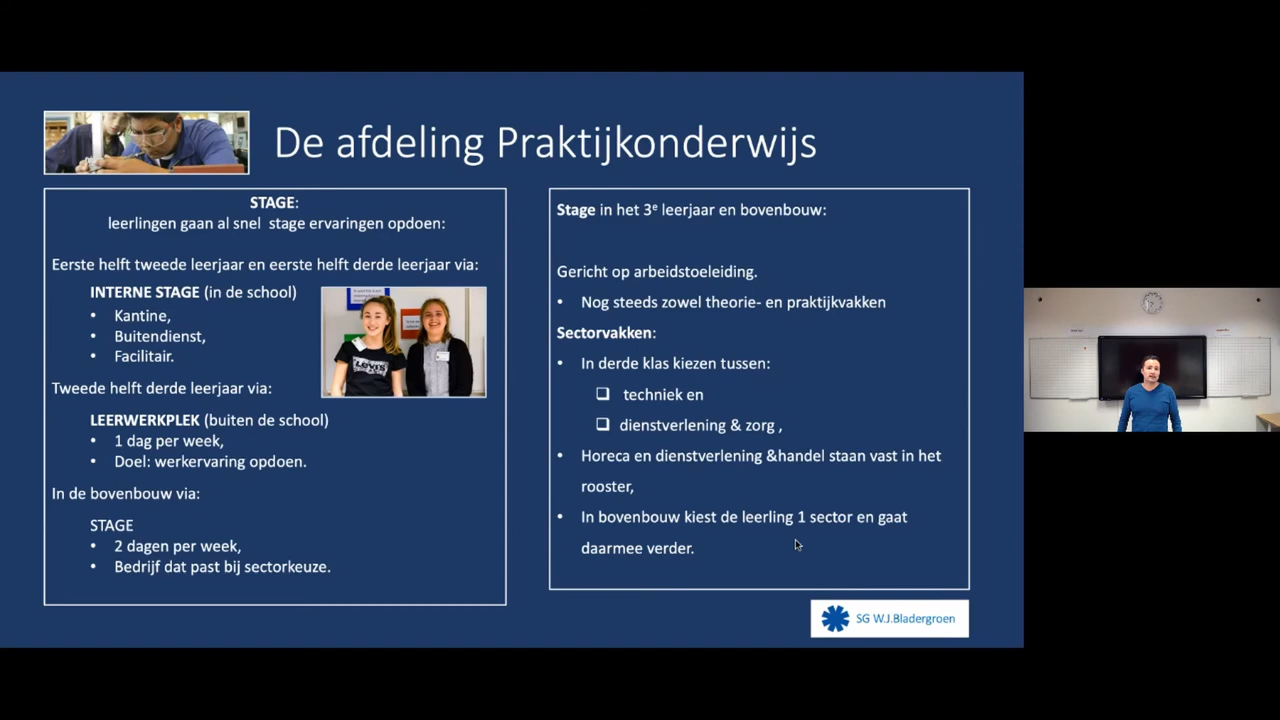 De afdeling Praktijkonderwijs
STAGE:
leerlingen gaan al snel stage ervaringen opdoen:
Eerste helft tweede leerjaar en eerste helft derde leerjaar via:
INTERNE STAGE (in de school)
• Kantine,
• Buitendienst,
• Facilitair.
Tweede helft derde leerjaar via:
LEERWERKPLEK (buiten de school)
• 1 dag per week,
• Doel: werkervaring opdoen.
In de bovenbouw via:
STAGE
• 2 dagen per week,
• Bedrijf dat past bij sectorkeuze.
Stage in het 3e leerjaar en bovenbouw:
Gericht op arbeidstoeleiding.
• Nog steeds zowel theorie- en praktijkvakken
Sectorvakken:
• In derde klas kiezen tussen:
❑ techniek en
❑ dienstverlening & zorg ,
• Horeca en dienstverlening &handel staan vast in het
rooster,
• In bovenbouw kiest de leerling 1 sector en gaat
daarmee verder.
SG W.J.Bladergroen